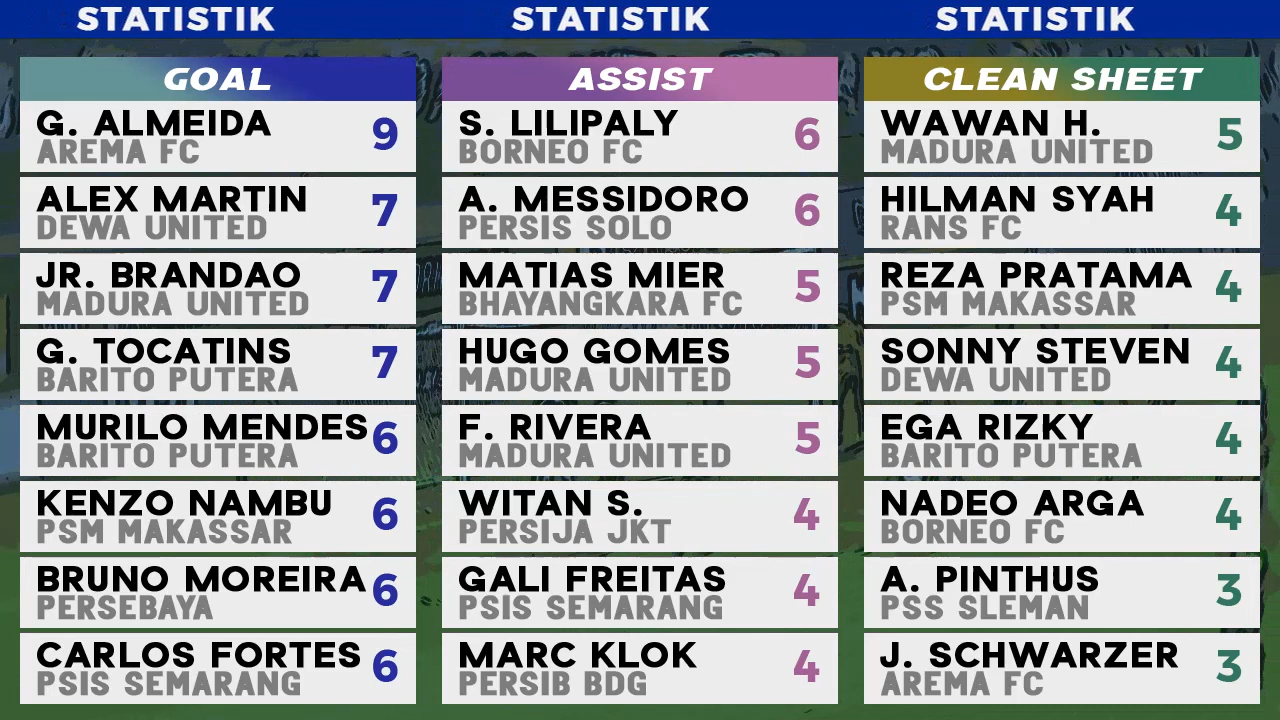 STATISTIK
STATISTIK
STATISTIK
GOAL
G. ALMEIDA 9
AREMA FC
ALEX MARTIN 7
DEWA UNITED
JR. BRANDAO 7
MADURA UNITED
G. TOCATINS 7
BARITO PUTERA
MURILO MENDES 6
BARITO PUTERA
KENZO NAMBU 6
PSM MAKASSAR
BRUNO MOREIRA 6
PERSEBAYA
CARLOS FORTES 6
PSIS SEMARANG
ASSIST
S. LILIPALY 6
BORNEO FC
A. MESSIDORO 6
PERSIS SOLO
MATIAS MIER 5
BHAYANGKARA FC
HUGO GOMES 5
MADURA UNITED
F. RIVERA 5
MADURA UNITED
WITAN S. 4
PERSIJA JKT
GALI FREITAS 4
PSIS SEMARANG
MARC KLOK 4
PERSIB BDG
CLEAN SHEET
WAWAN H. 5
MADURA UNITED
HILMAN SYAH 4
RANS FC
REZA PRATAMA 4
PSM MAKASSAR
SONNY STEVEN 4
DEWA UNITED
EGA RIZKY 4
BARITO PUTERA
NADEO ARGA 4
BORNEO FC
A. PINTHUS 3
PSS SLEMAN
J. SCHWARZER 3
AREMA FC